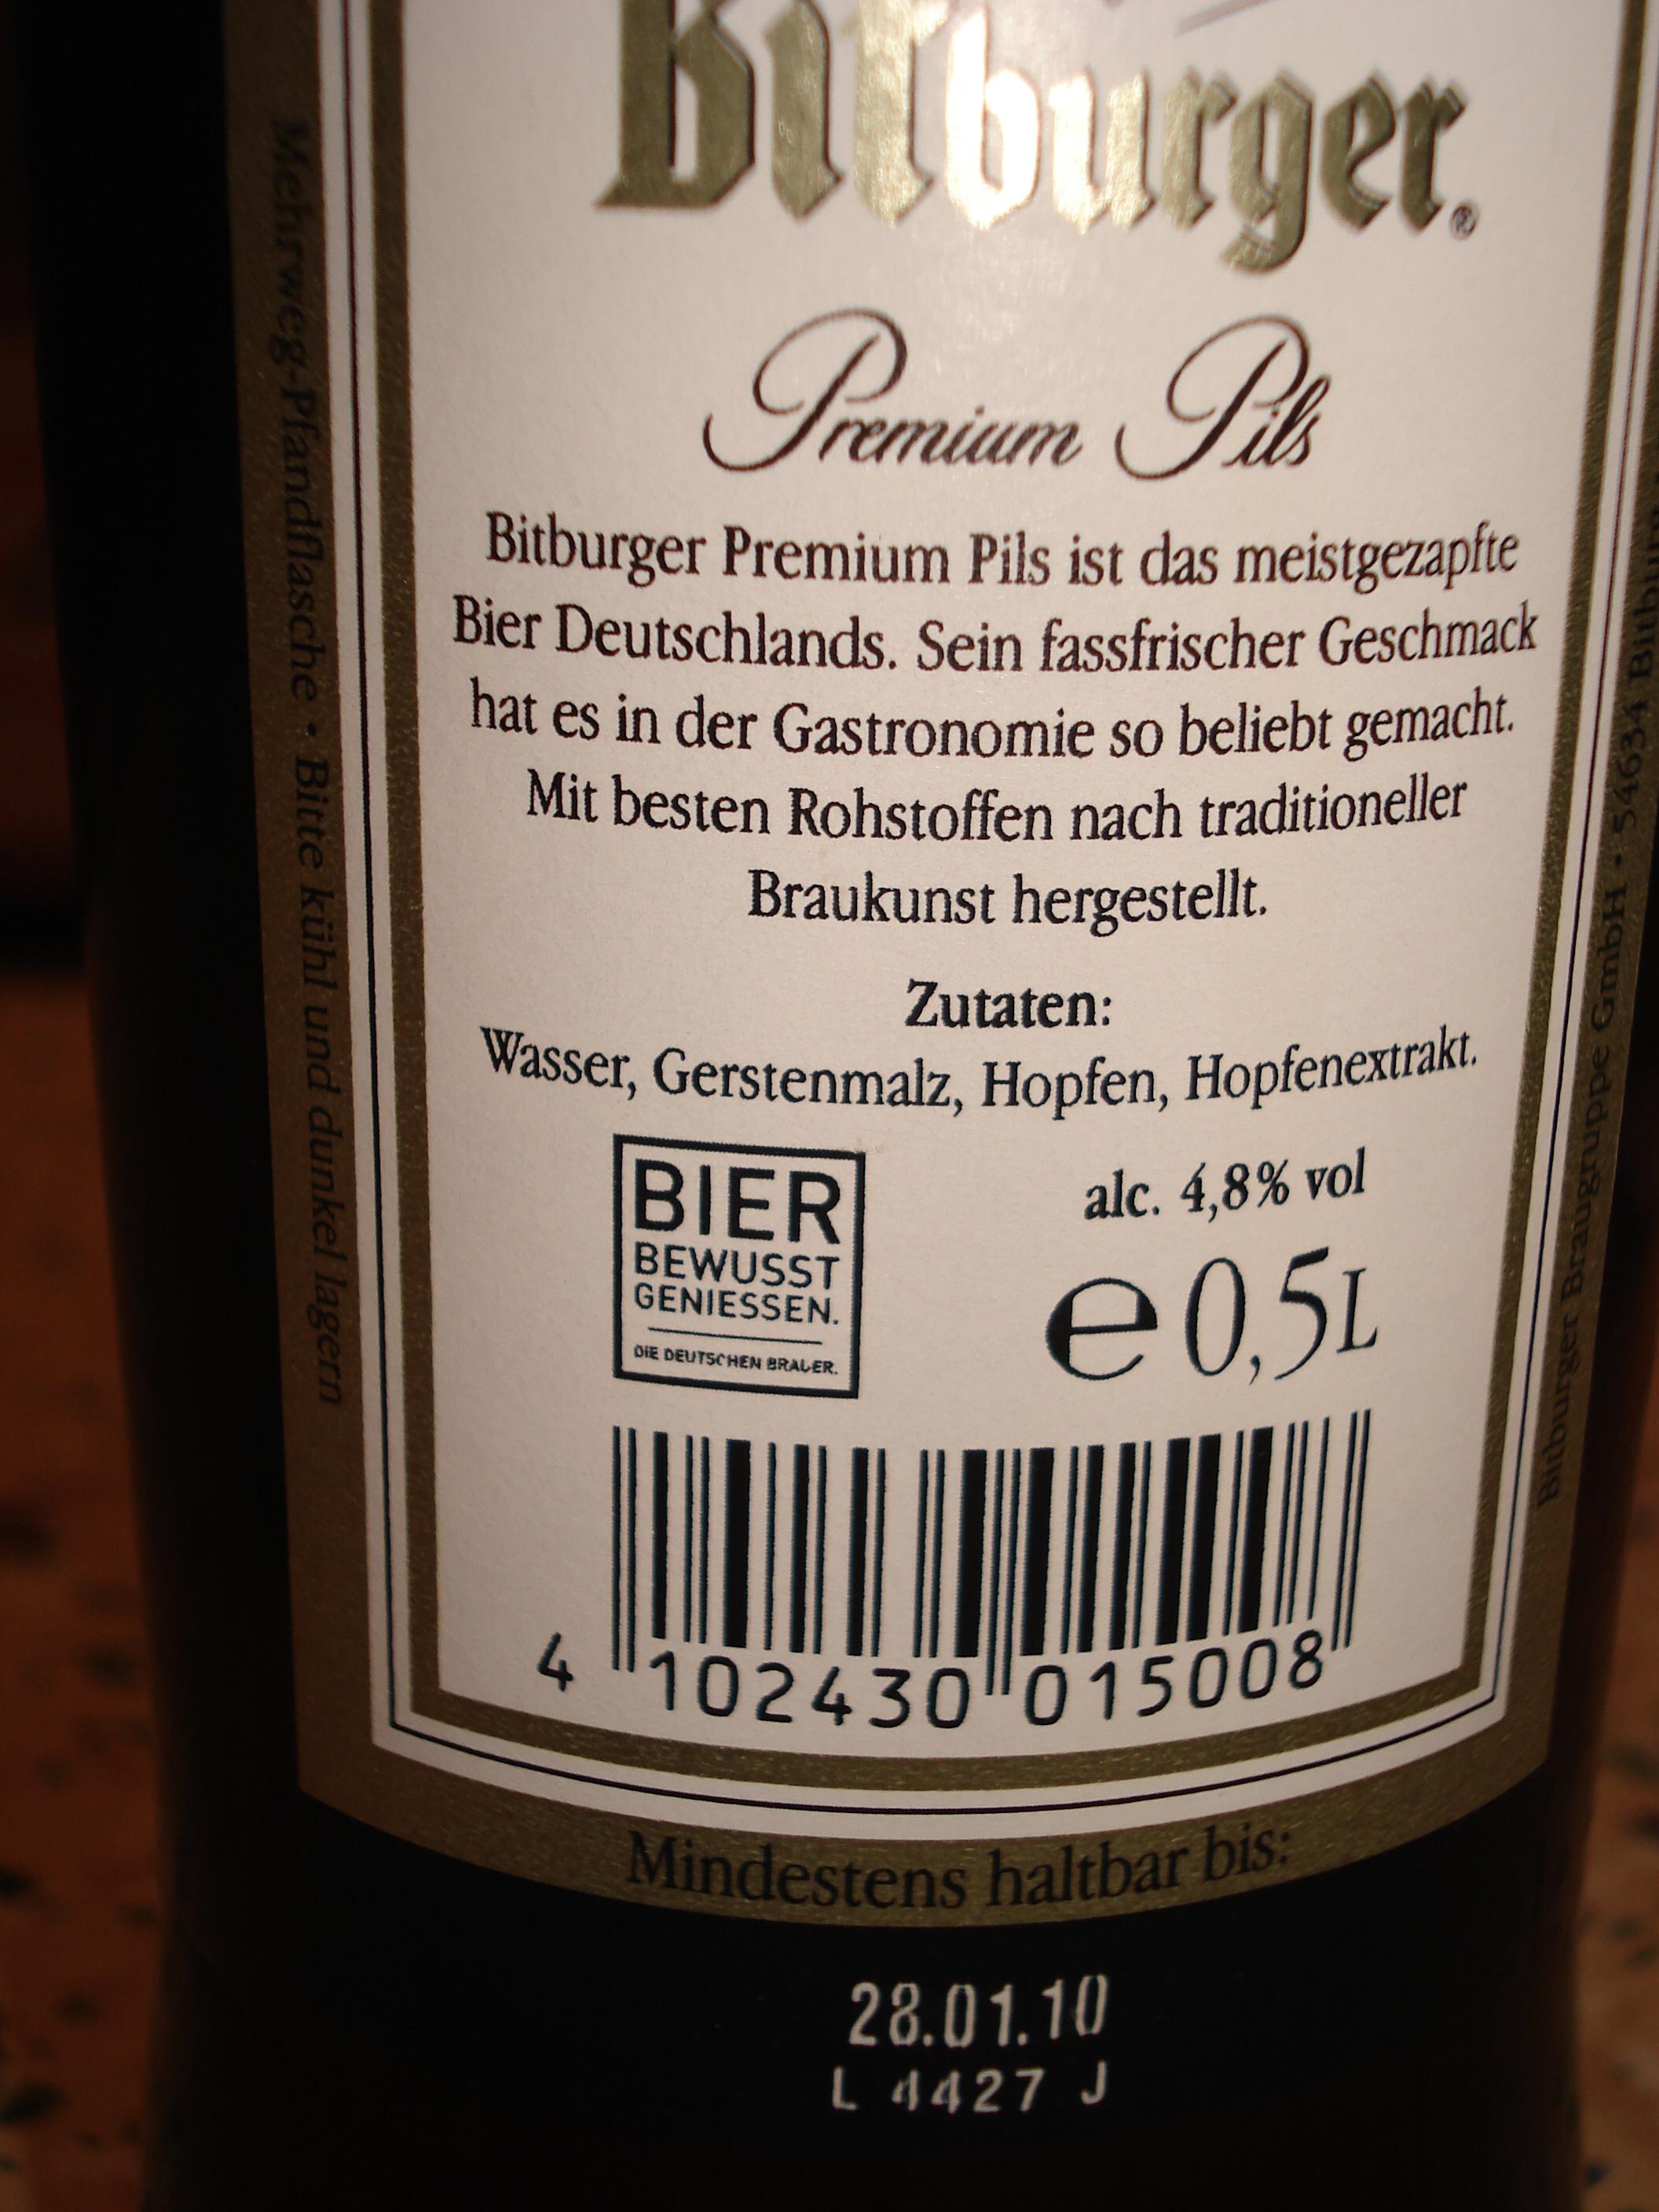 Bitburger®
Premium Pils
Bitburger Premium Pils ist das meistgezapfte
Bier Deutschlands. Sein fassfrischer Geschmack
hat es in der Gastronomie so beliebt gemacht.
Mit besten Rohstoffen nach traditioneller
Braukunst hergestellt.
Zutaten:
Wasser, Gerstenmalz, Hopfen, Hopfenextrakt.
BIER
BEWUSST
GENIESSEN.
DIE DEUTSCHEN BRAUER.
alc. 4,8% vol
e 0,5L
4 102430 015008
Mindestens haltbar bis:
28.01.10
L 4427 J
Mehrweg-Pfandflasche · Bitte kühl und dunkel lagern
Bitburger Braugruppe GmbH · 54634 Bitburg